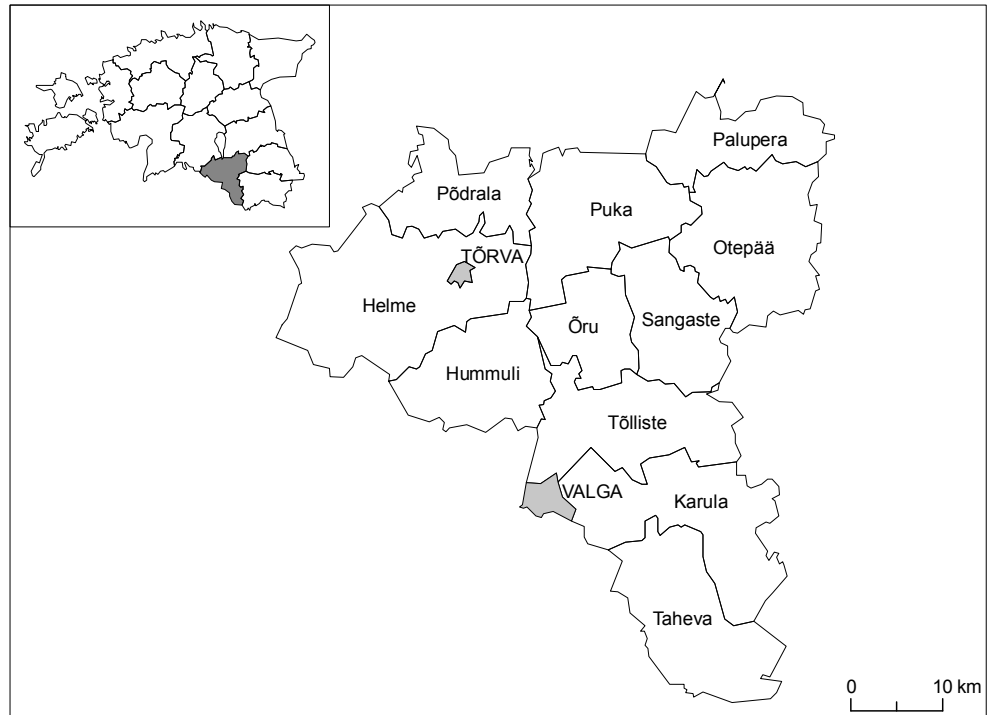 Palupera
Põdrala
Puka
Otepää
TÕRVA
Helme
Õru
Sangaste
Hummuli
Tõlliste
VALGA
Karula
Taheva
0 10 km